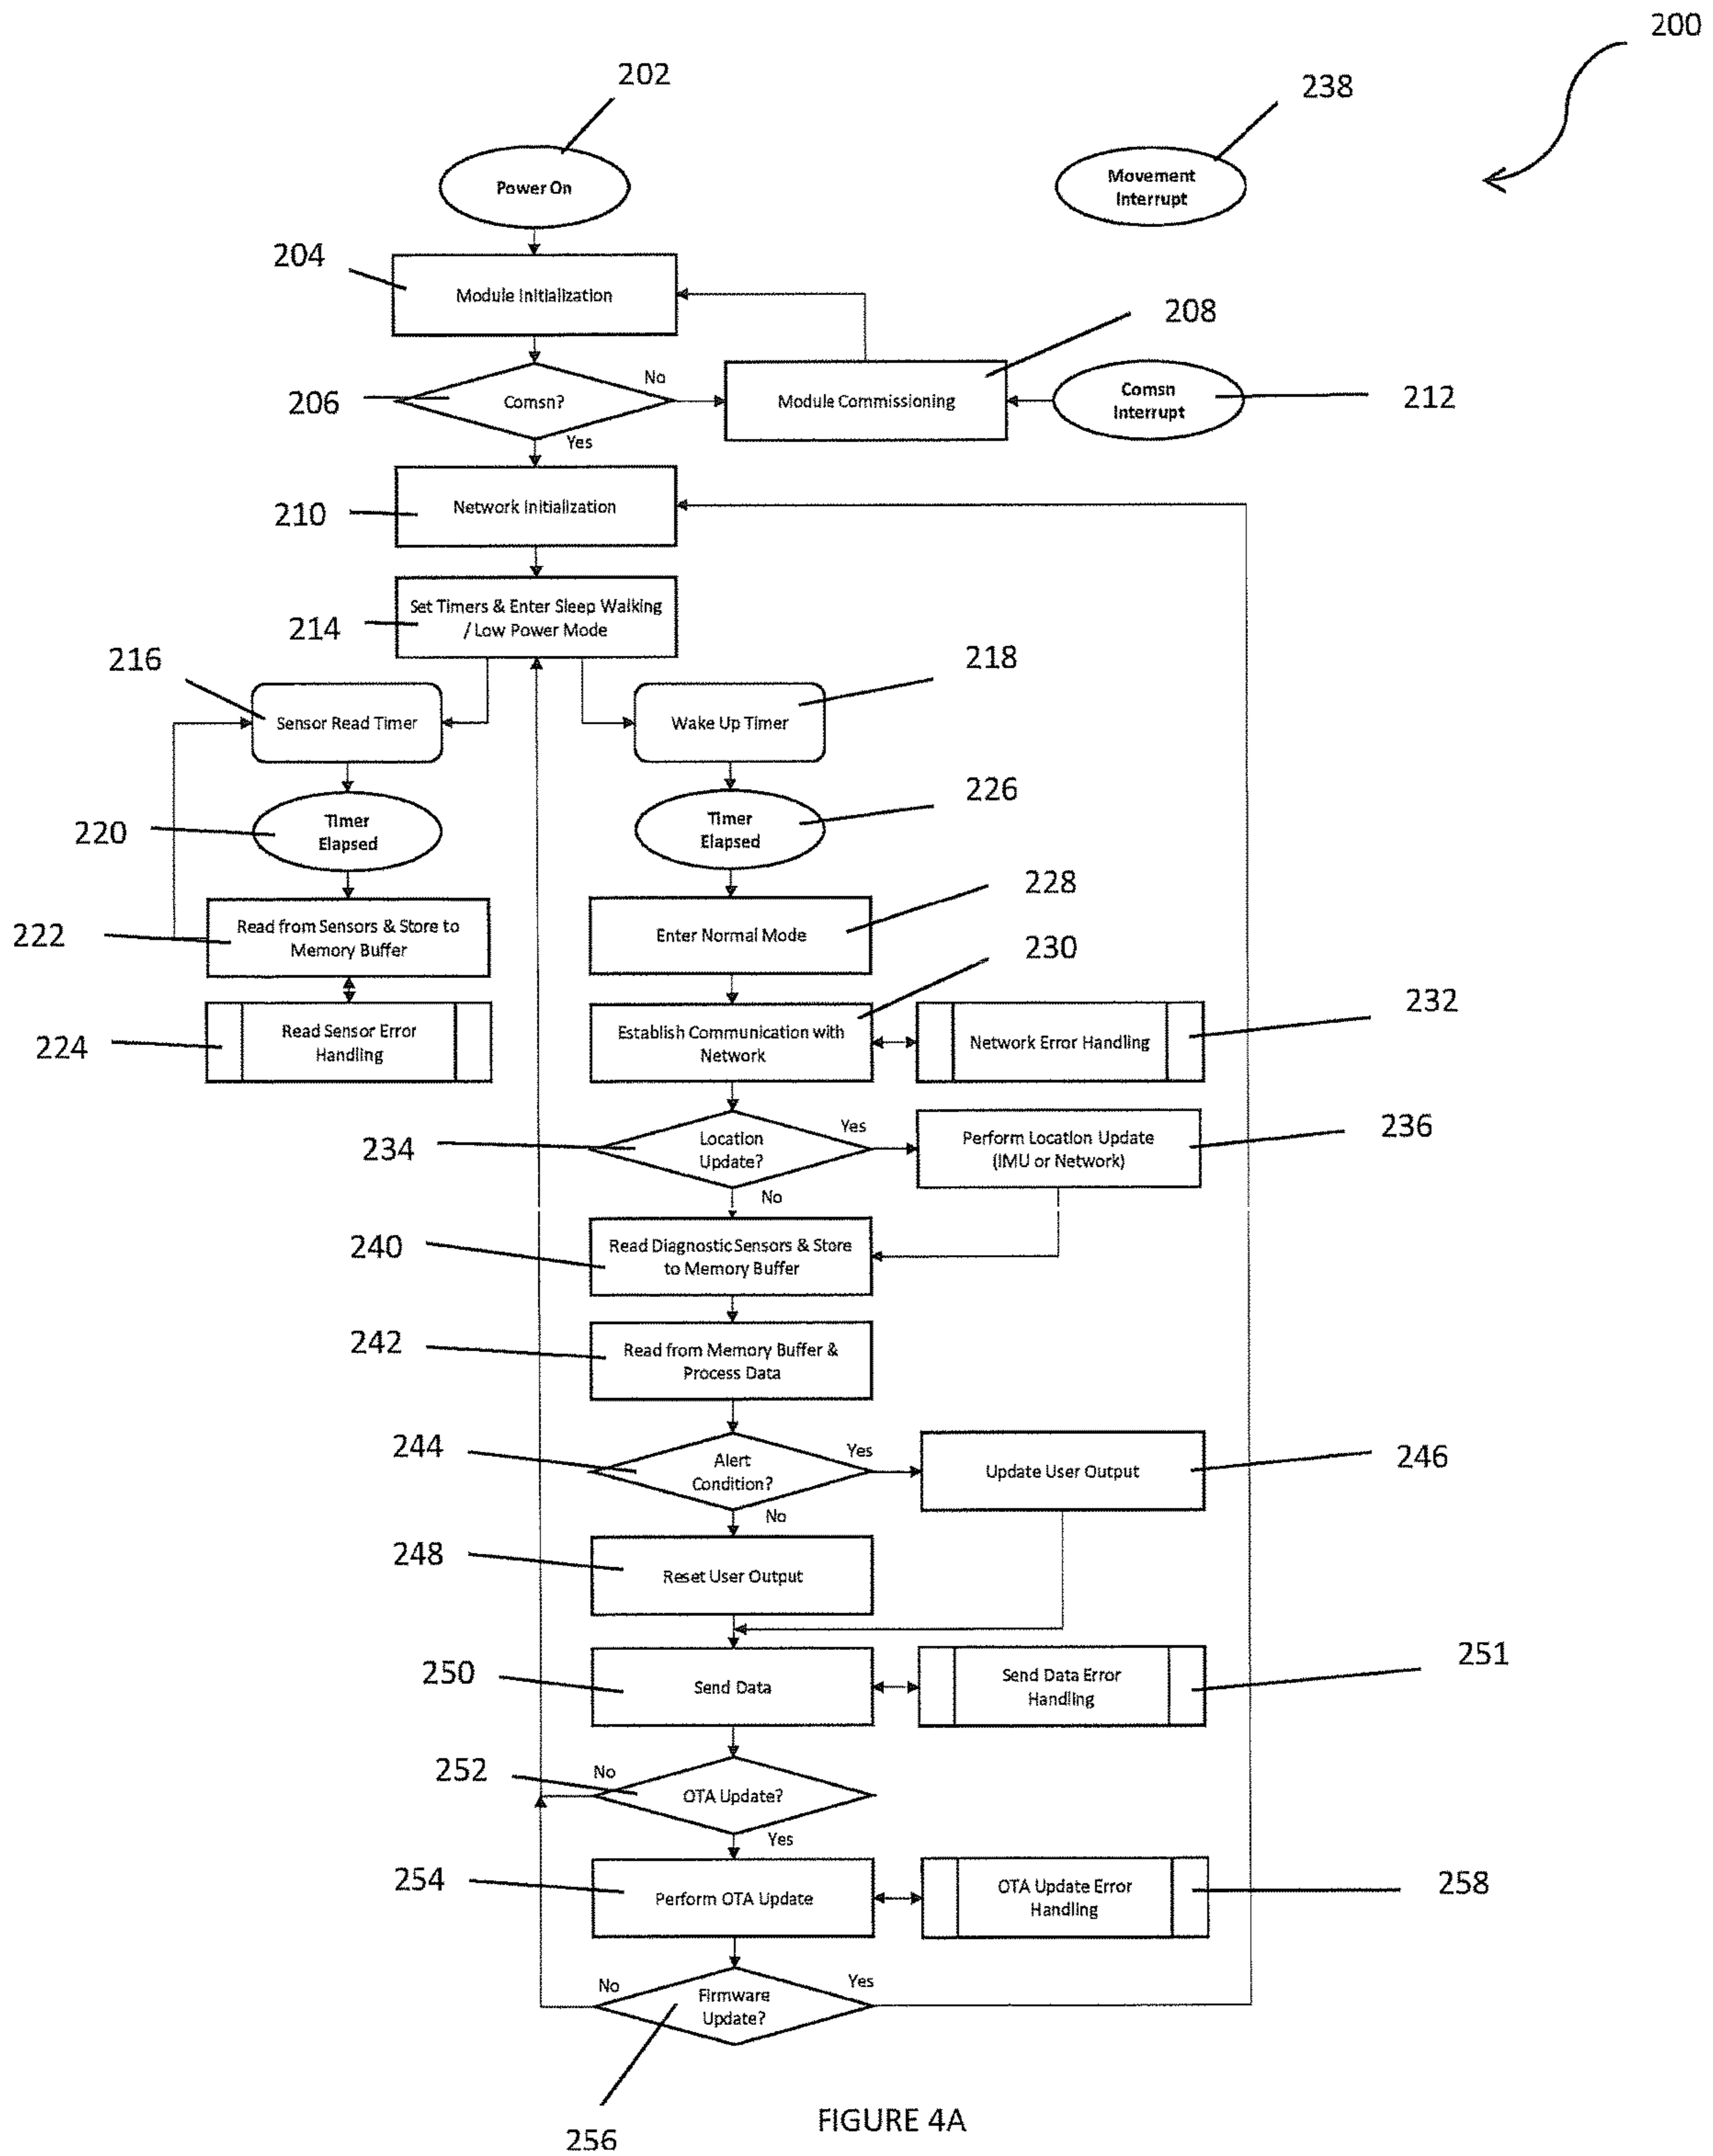 200
202
238
Power On
Movement
Interrupt
204
Module Initialization
208
206
Comsn?
No
Module Commissioning
Comsn
Interrupt
212
Yes
210
Network Initialization
214
Set Timers & Enter Sleep Walking
/ Low Power Mode
216
218
Sensor Read Timer
Wake Up Timer
220
Timer
Elapsed
226
Timer
Elapsed
222
Read from Sensors & Store to
Memory Buffer
228
Enter Normal Mode
230
224
Read Sensor Error
Handling
Establish Communication with
Network
Network Error Handling
232
234
Location
Update?
Yes
Perform Location Update
(IMU or Network)
236
No
240
Read Diagnostic Sensors & Store
to Memory Buffer
242
Read from Memory Buffer &
Process Data
244
Alert
Condition?
Yes
Update User Output
246
No
248
Reset User Output
250
Send Data
Send Data Error
Handling
251
252
No
OTA Update?
Yes
254
Perform OTA Update
OTA Update Error
Handling
258
No
Firmware
Update?
Yes
256
FIGURE 4A